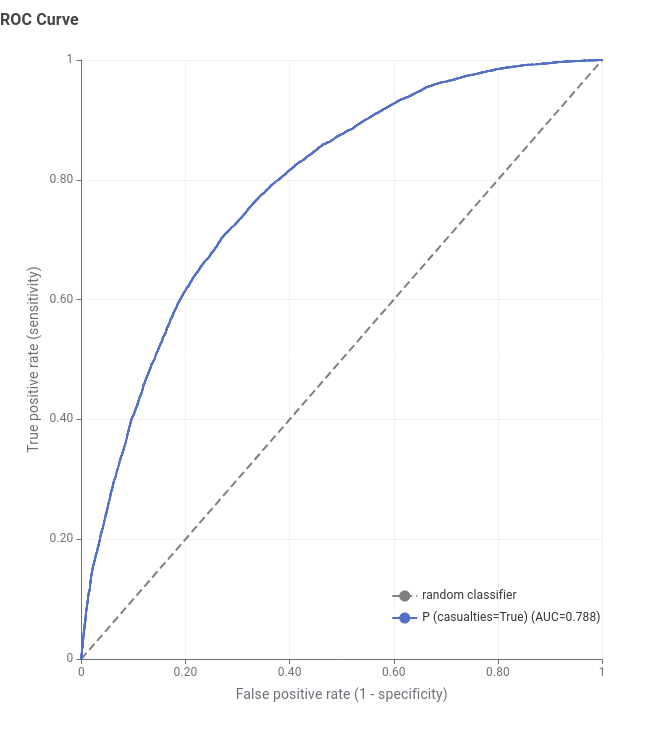 ROC Curve
1
0.80
0.60
0.40
0.20
0
True positive rate (sensitivity)
random classifier
P (casualties=True) (AUC=0.788)
0
0.20
0.40
0.60
0.80
1
False positive rate (1 - specificity)